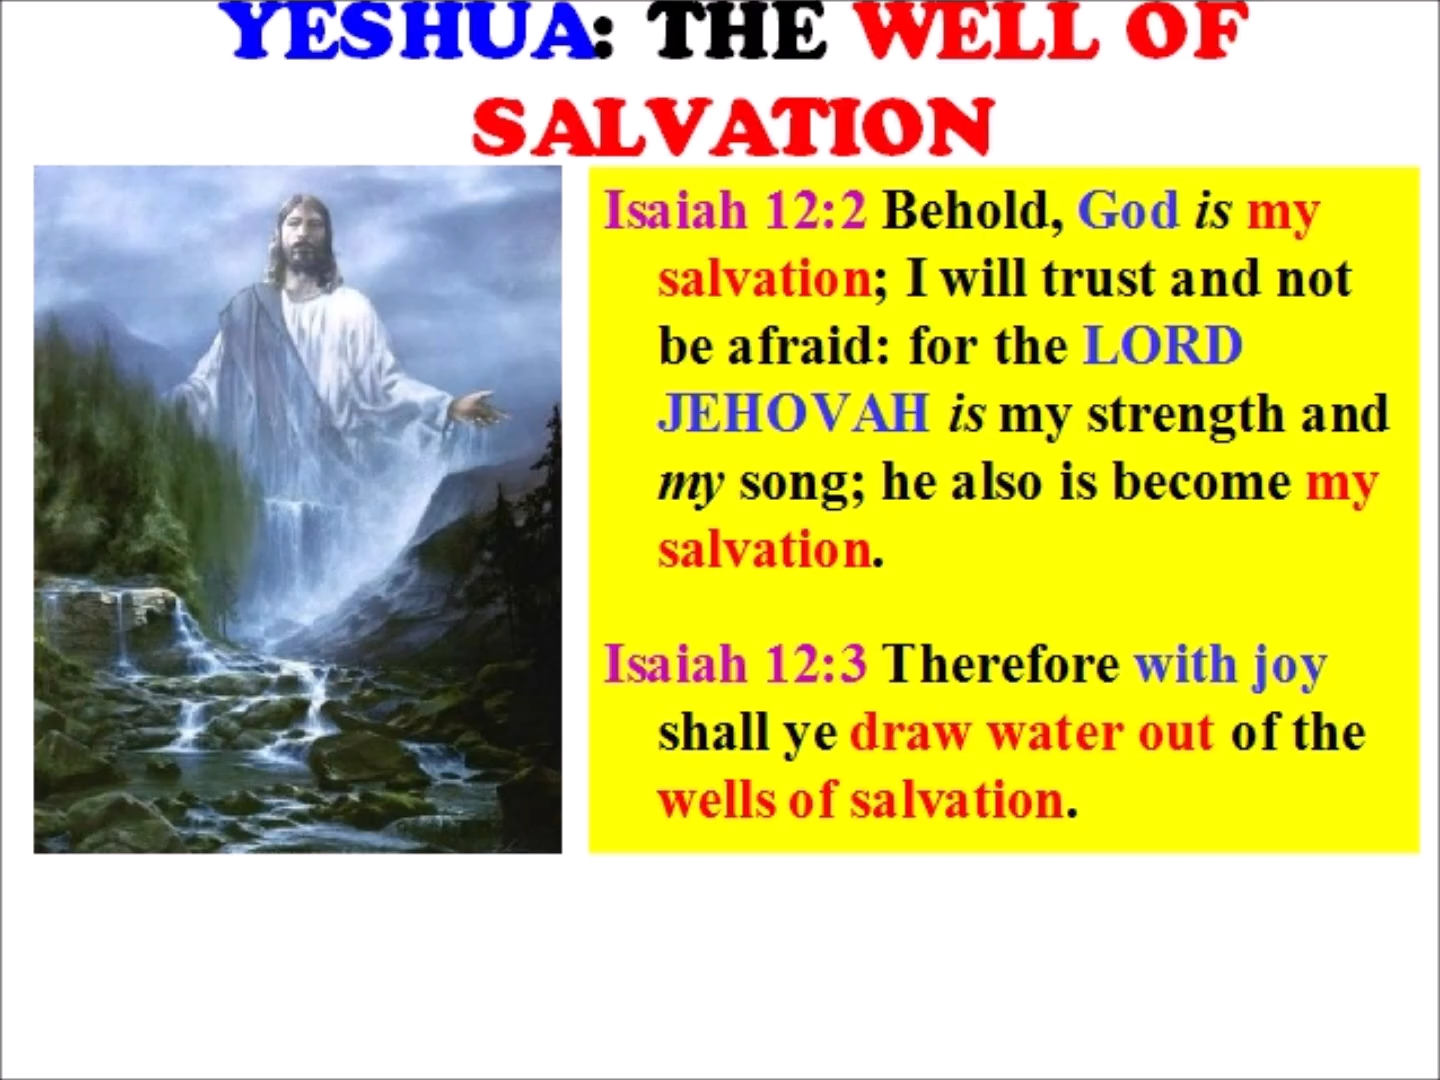 YESHUA: THE WELL OF
SALVATION
Isaiah 12:2 Behold, God is my
salvation; I will trust and not
be afraid: for the LORD
JEHOVAH is my strength and
my song; he also is become my
salvation.
Isaiah 12:3 Therefore with joy
shall ye draw water out of the
wells of salvation.